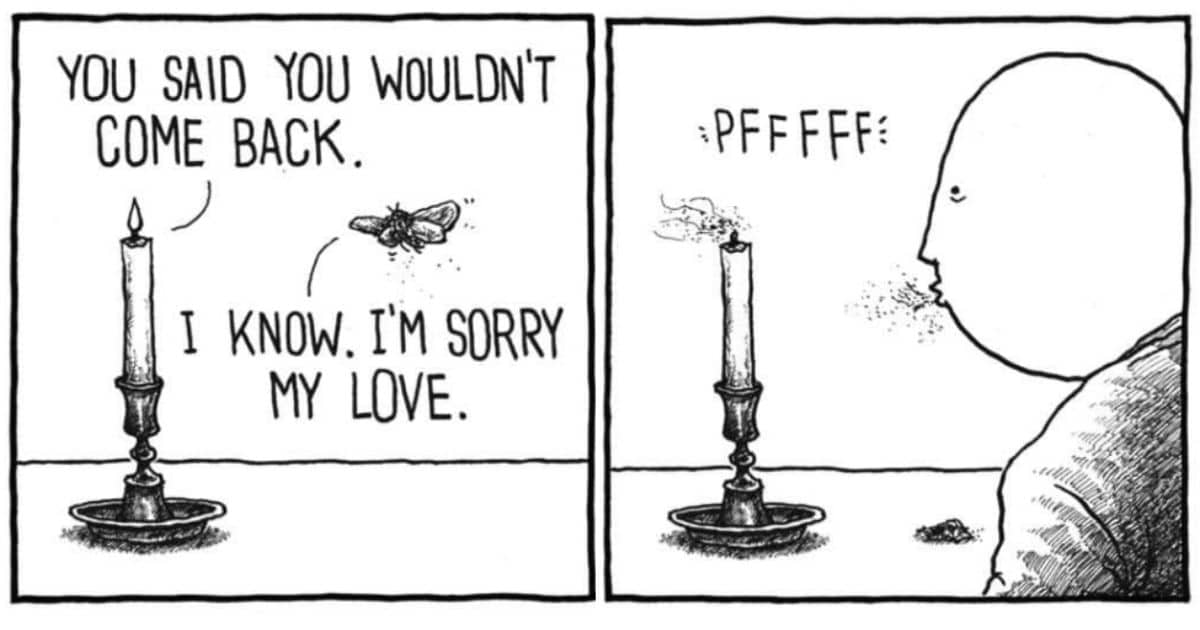 YOU SAID YOU WOULDN'T
COME BACK.
I KNOW. I'M SORRY
MY LOVE.
PFFFFF